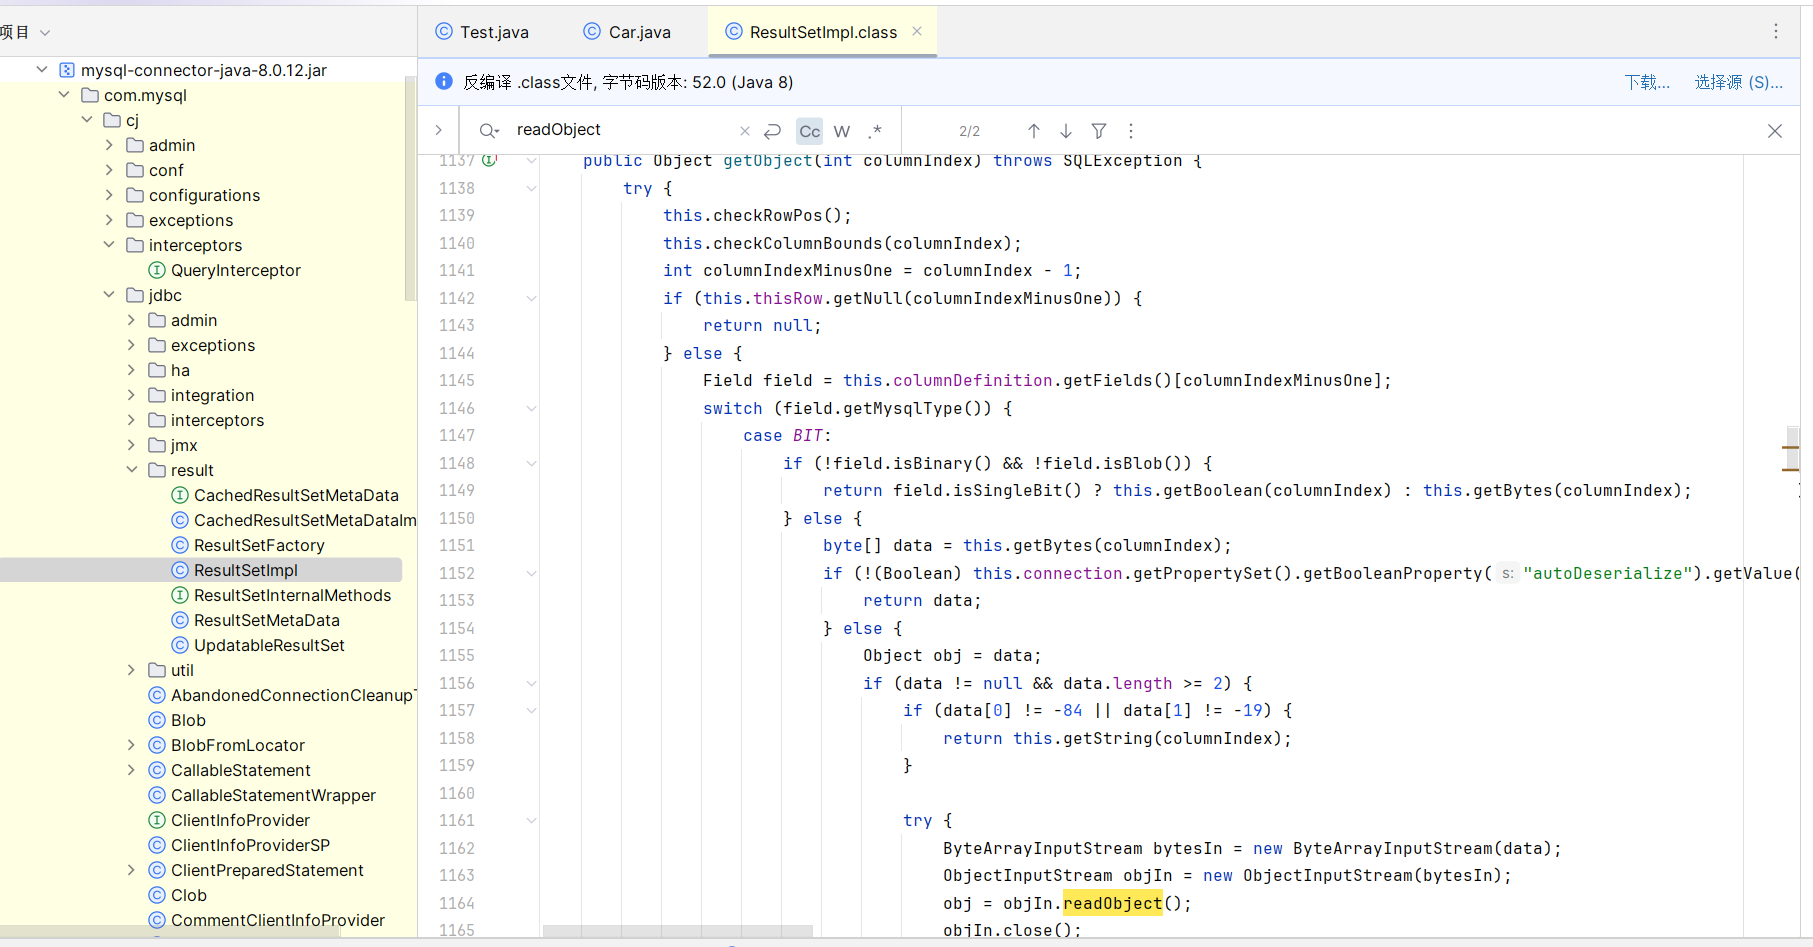 项目
mysql-connector-java-8.0.12.jar
com.mysql
cj
admin
conf
configurations
exceptions
interceptors
QueryInterceptor
jdbc
admin
exceptions
ha
integration
interceptors
jmx
result
CachedResultSetMetaData
CachedResultSetMetaDataIm
ResultSetFactory
ResultSetImpl
ResultSetInternalMethods
ResultSetMetaData
UpdatableResultSet
util
AbandonedConnectionCleanup
Blob
BlobFromLocator
CallableStatement
CallableStatementWrapper
ClientInfoProvider
ClientInfoProviderSP
ClientPreparedStatement
Clob
CommentClientInfoProvider
Test.java Car.java ResultSetImpl.class
反编译 .class文件, 字节码版本: 52.0 (Java 8) 下载... 选择源 (S)...
readObject Cc W .* 2/2
1137 public Object getObject(int columnIndex) throws SQLException {
1138 try {
1139 this.checkRowPos();
1140 this.checkColumnBounds(columnIndex);
1141 int columnIndexMinusOne = columnIndex - 1;
1142 if (this.thisRow.getNull(columnIndexMinusOne)) {
1143 return null;
1144 } else {
1145 Field field = this.columnDefinition.getFields()[columnIndexMinusOne];
1146 switch (field.getMysqlType()) {
1147 case BIT:
1148 if (!field.isBinary() && !field.isBlob()) {
1149 return field.isSingleBit() ? this.getBoolean(columnIndex) : this.getBytes(columnIndex);
1150 } else {
1151 byte[] data = this.getBytes(columnIndex);
1152 if (!(Boolean) this.connection.getPropertySet().getBooleanProperty( s: "autoDeserialize").getValue(
1153 return data;
1154 } else {
1155 Object obj = data;
1156 if (data != null && data.length >= 2) {
1157 if (data[0] != -84 || data[1] != -19) {
1158 return this.getString(columnIndex);
1159 }
1160
1161 try {
1162 ByteArrayInputStream bytesIn = new ByteArrayInputStream(data);
1163 ObjectInputStream objIn = new ObjectInputStream(bytesIn);
1164 obj = objIn.readObject();
1165 objIn.close();